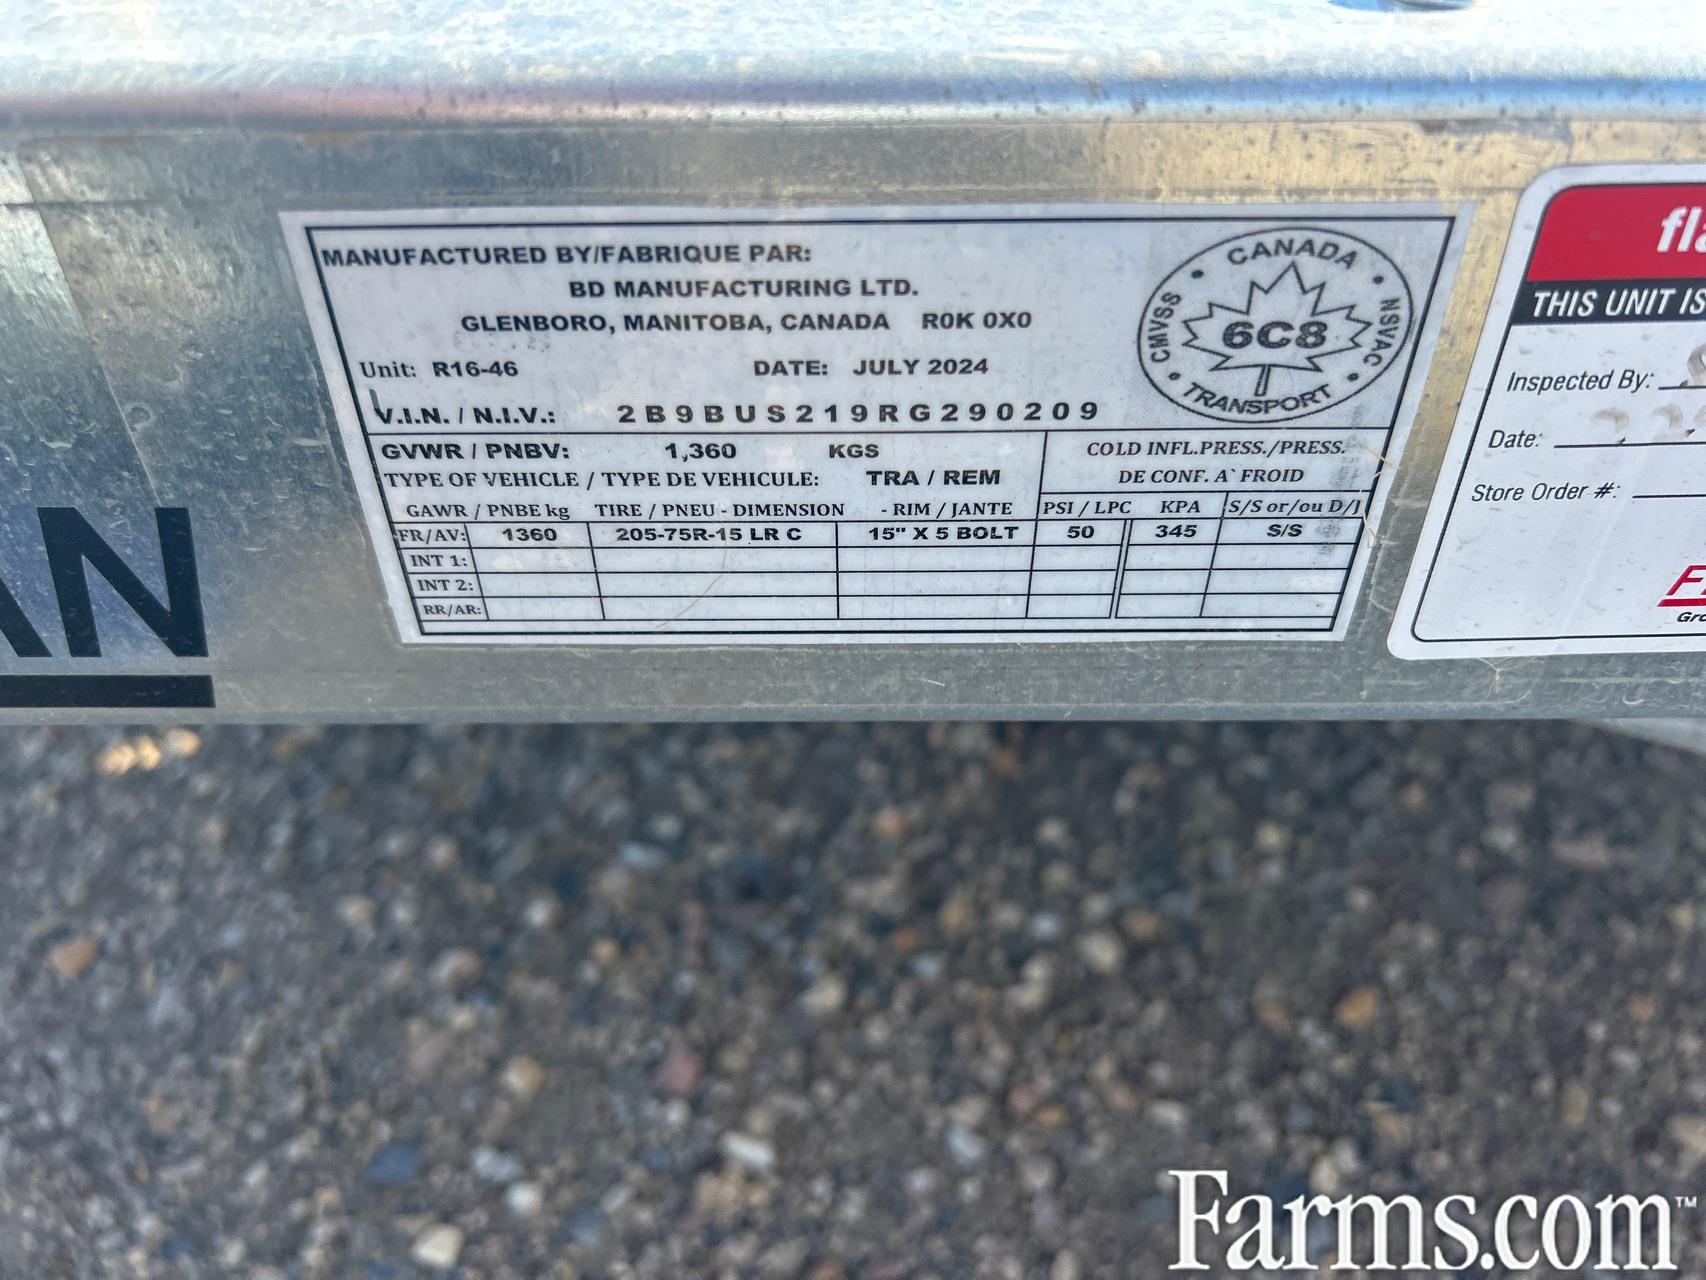 MANUFACTURED BY/FABRIQUE PAR:
BD MANUFACTURING LTD.
GLENBORO, MANITOBA, CANADA R0K 0X0
Unit: R16-46 DATE: JULY 2024
V.I.N. / N.I.V.: 2B9BUS219RG290209
CANADA
CMVSS 6C8 NSVAC
TRANSPORT
GVWR / PNBV: 1,360 KGS
TYPE OF VEHICLE / TYPE DE VEHICULE: TRA / REM
COLD INFL.PRESS./PRESS.
DE CONF. A` FROID
GAWR / PNBE kg TIRE / PNEU - DIMENSION - RIM / JANTE PSI / LPC KPA S/S or/ou D/
FR/AV: 1360 205-75R-15 LR C 15" X 5 BOLT 50 345 S/S
INT 1:
INT 2:
RR/AR:
AN
fla
THIS UNIT IS
Inspected By:
Date:
Store Order #:
F
Gro
Farms.com™